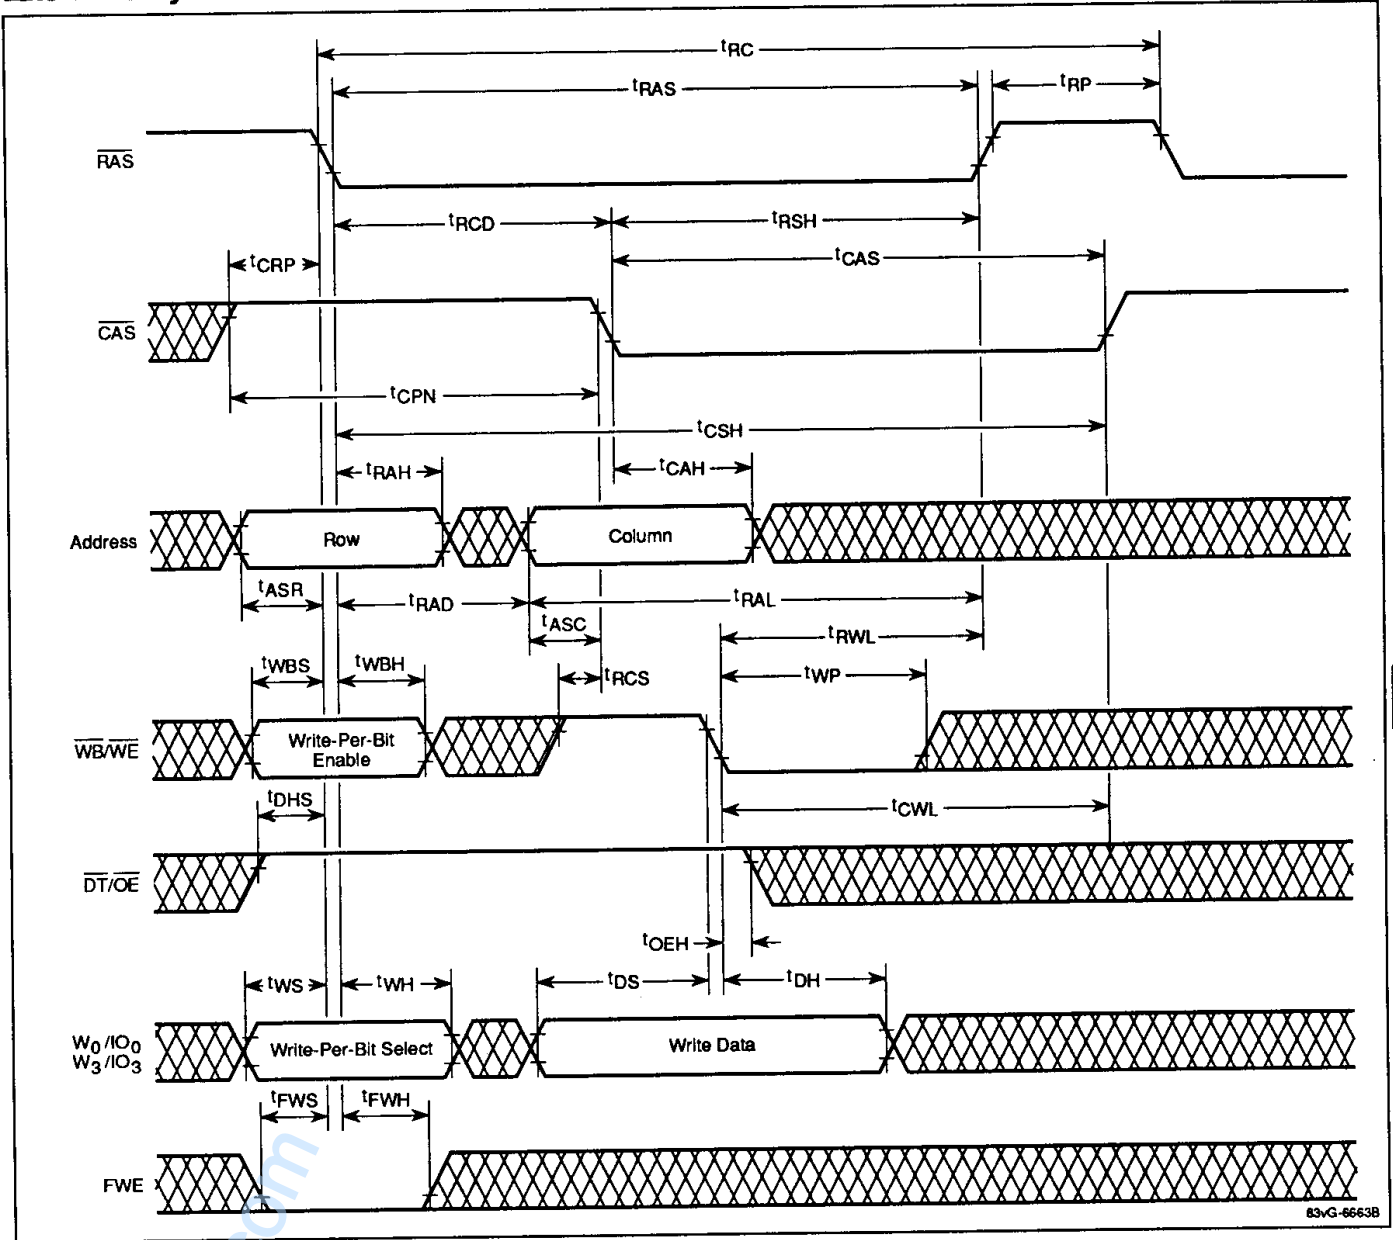 tRC
tRAS
tRP
RAS
tRCD
tRSH
tCRP
tCAS
CAS
tCPN
tCSH
tRAH
tCAH
Address
Row
Column
tASR
tRAD
tRAL
tASC
tRWL
tWBS
tWBH
tRCS
tWP
WB/WE
Write-Per-Bit
Enable
tDHS
tCWL
DT/OE
tOEH
tWS
tWH
tDS
tDH
W0/IO0
W3/IO3
Write-Per-Bit Select
Write Data
tFWS
tFWH
FWE
com
83vG-6663B